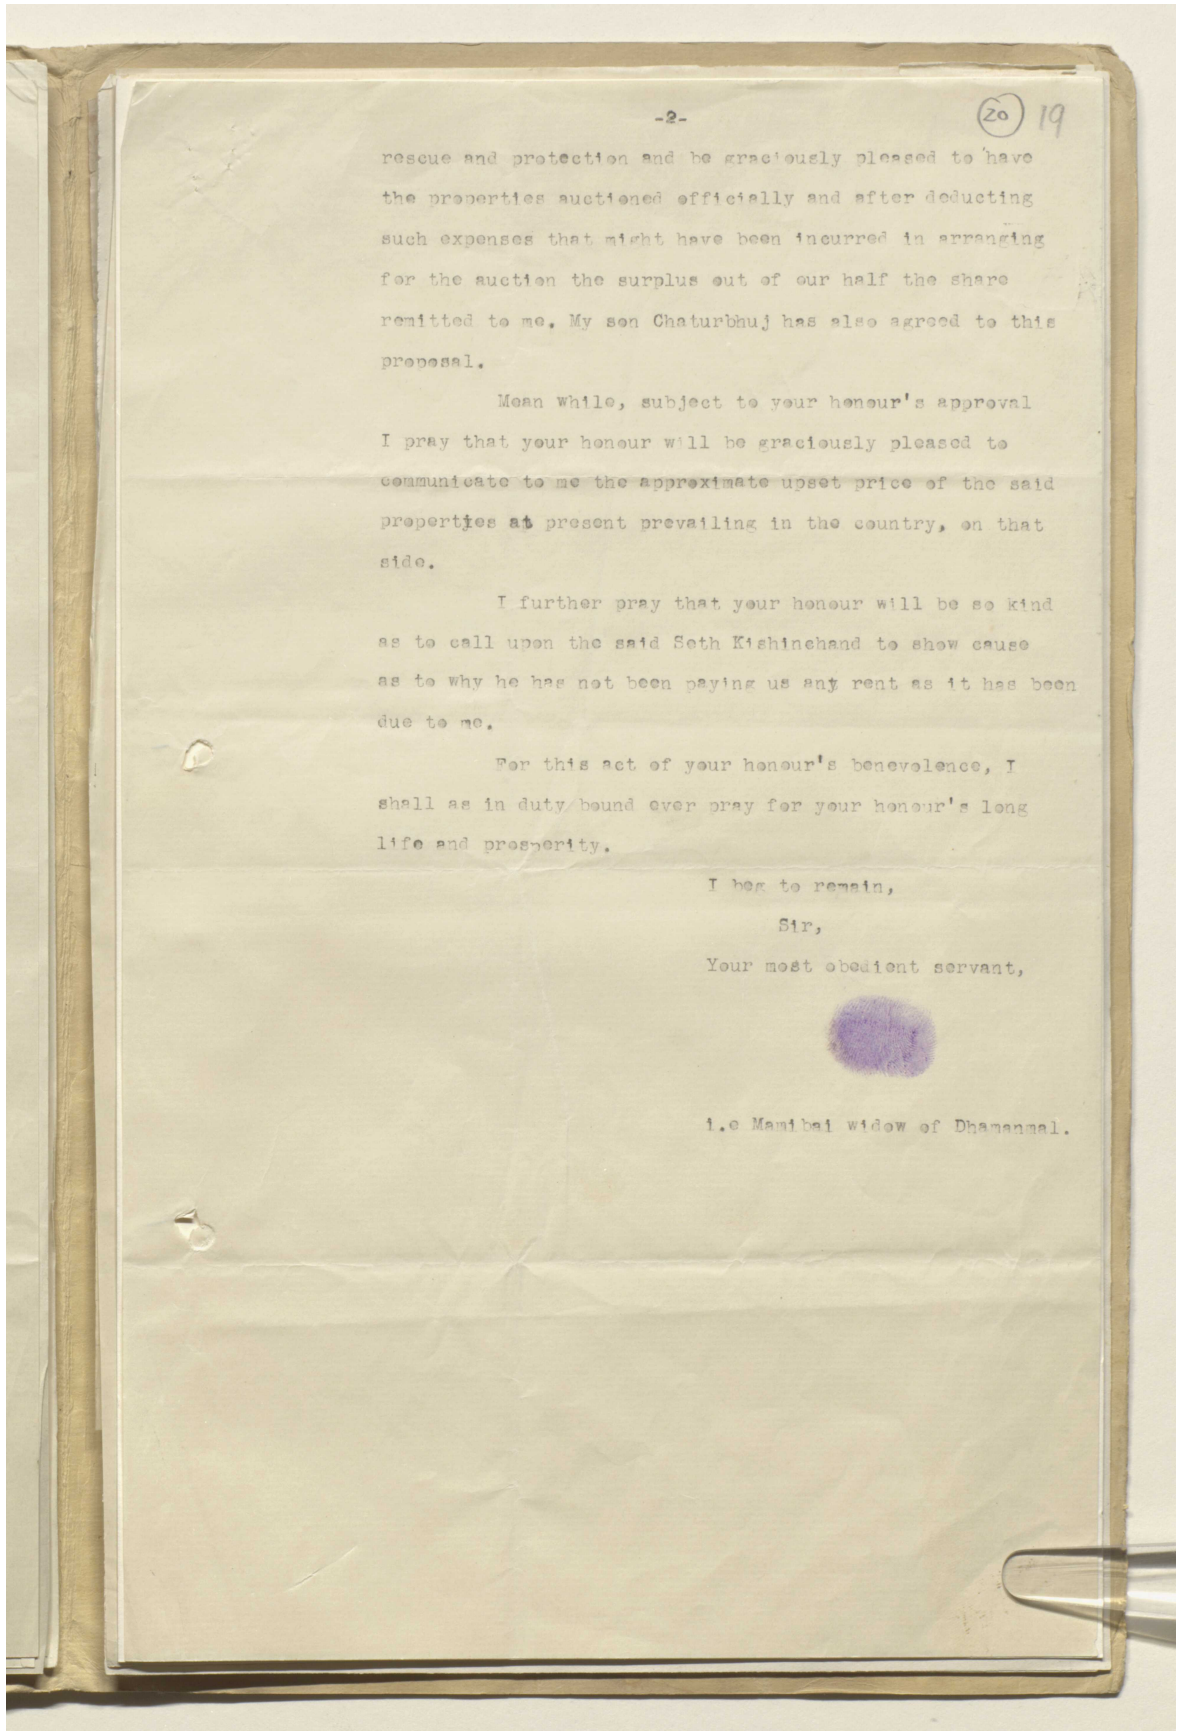 -2-
20 19
rescue and protection and be graciously pleased to have
the properties auctioned officially and after deducting
such expenses that might have been incurred in arranging
for the auction the surplus out of our half the share
remitted to me. My son Chaturbhuj has also agreed to this
proposal.
Mean while, subject to your honour's approval
I pray that your honour will be graciously pleased to
communicate to me the approximate upset price of the said
properties at present prevailing in the country, on that
side.
I further pray that your honour will be so kind
as to call upon the said Seth Kishinchand to show cause
as to why he has not been paying us any rent as it has been
due to me.
For this act of your honour's benevolence, I
shall as in duty bound ever pray for your honour's long
life and prosperity.
I beg to remain,
Sir,
Your most obedient servant,
i.e Mamibai widow of Dhamanmal.